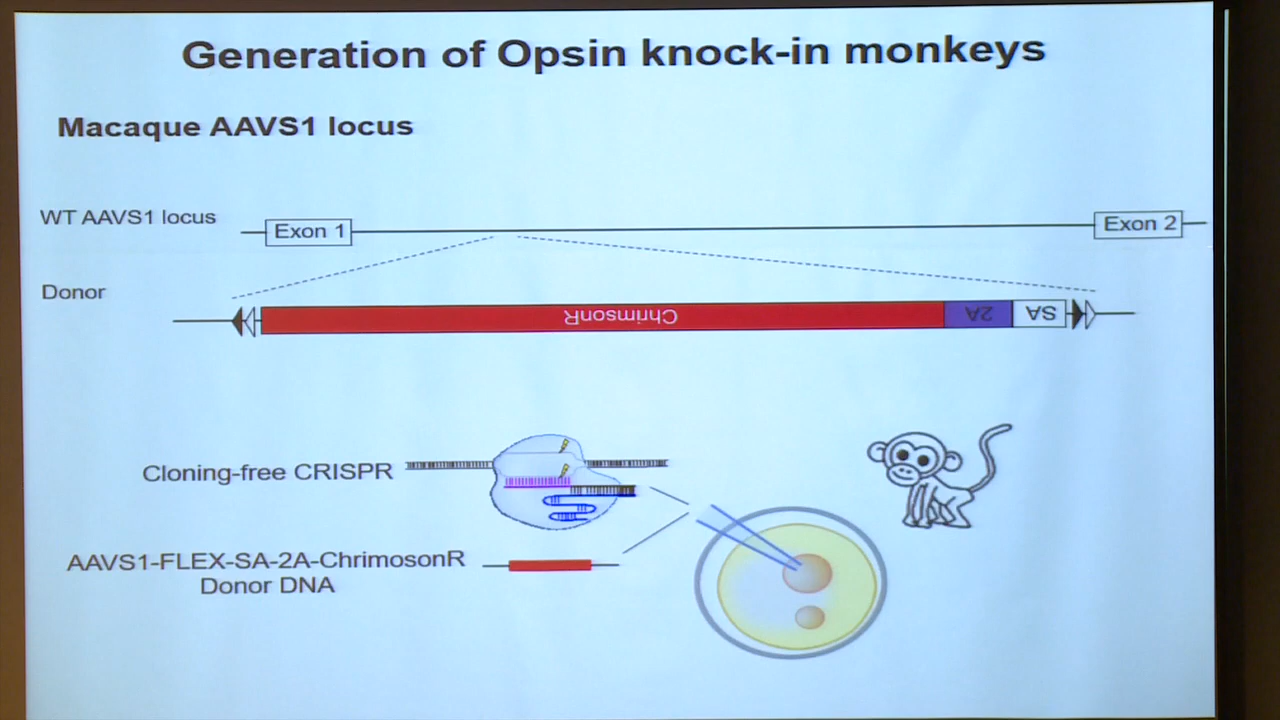 Generation of Opsin knock-in monkeys
Macaque AAVS1 locus
WT AAVS1 locus
Exon 1
Exon 2
Donor
ChrimsonR
2A
SA
Cloning-free CRISPR
AAVS1-FLEX-SA-2A-ChrimosonR
Donor DNA